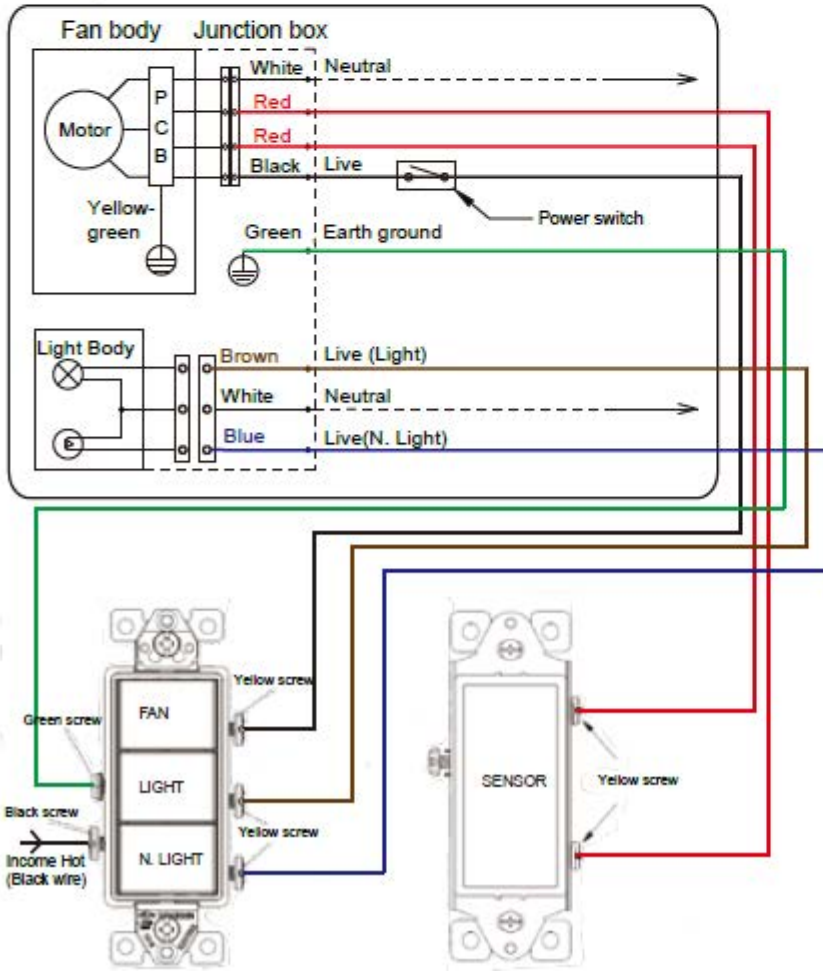 Fan body
Junction box
White
Neutral
P
Red
Motor
C
Red
B
Black
Live
Yellow-
green
Power switch
Green
Earth ground
Light Body
Brown
Live (Light)
White
Neutral
Blue
Live(N. Light)
Yellow screw
FAN
Green screw
LIGHT
SENSOR
Yellow screw
Black screw
Yellow screw
Income Hot
(Black wire)
N. LIGHT